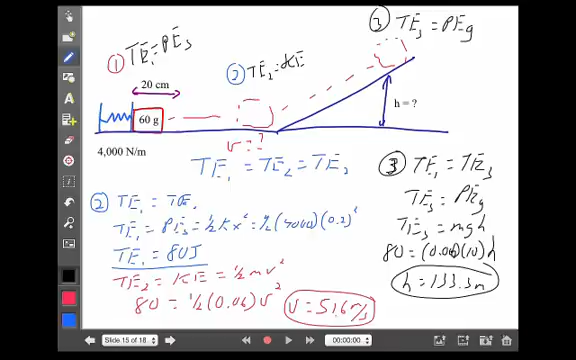 ① TE₁=PEₛ
20 cm
② TE₂=KE
③ TE₃=PEg
60 g
4,000 N/m
v=?
h = ?
TE₁=TE₂=TE₃
② TE₁=TE₂
TE₁=PEₛ=½Kx²=½(4000)(0.2)²
TE₁=80J
TE₂=KE=½mv²
80=½(0.06)v²
v=51.6m/s
③ TE₁=TE₃
TE₃=PEg
TE₃=mgh
80=(0.06)(10)h
h=133.3m
Slide 15 of 18
00:00:00